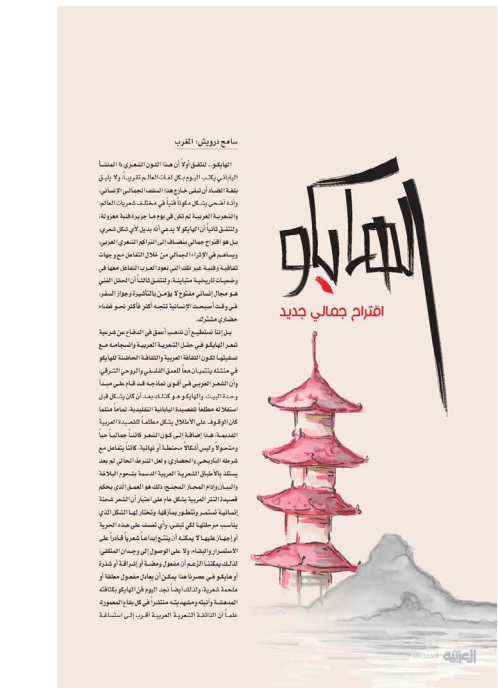 الهايكو
اقتراح جمالي جديد
سامح درويش: المغرب
الهايكو.. لنتفق أولاً أن هذا اللون الشعري ذا المنشأ
الياباني يكتب اليوم بكل لغات العالم تقريباً، ولا يليق
بلغة الضاد أن تبقى خارج هذا السقف الجمالي الإنساني،
وأنه أضحى يشكل مكوناً فنياً في مختلف شعريات العالم،
والشعرية العربية لم تكن في يوم ما جزيرة فنية معزولة،
ولنتفق ثانياً أن الهايكو لا يدعي أنه بديل لأي شكل شعري،
بل هو اقتراح جمالي ينضاف إلى التراكم الشعري العربي،
ويساهم في الإثراء الجمالي من خلال التفاعل مع وجهات
ثقافية وفنية غير تلك التي تعود العرب التفاعل معها في
وضعيات تاريخية متباينة، ولنتفق ثالثاً أن الحقل الفني
هو مجال إنساني مفتوح لا يؤمن بالتأشيرة وجواز السفر،
في وقت أصبحت الإنسانية تتجه أكثر فأكثر نحو فضاء
حضاري مشترك.
بل إننا نستطيع أن نذهب أعمق في الدفاع عن شرعية
شعر الهايكو في حقل الشعرية العربية وانسجامه مع
نسقيتها لكون الثقافة العربية والثقافة الحاضنة للهايكو
في منشئه ينتميان معاً للعمق الفلسفي والروحي الشرقي،
وأن الشعر العربي في أقوى نماذجه قد قام على مبدأ
وحدة البيت، والهايكو هو كذلك بعد أن كان يشكل قبل
استقلاله مطلعاً للقصيدة اليابانية التقليدية، تماماً مثلما
كان الوقوف على الأطلال يشكل مطلعاً للقصيدة العربية
القديمة، هذا إضافة إلى كون الشعر كائناً جمالياً حياً
ومتحولاً وليس أشكالاً محنطة أو نهائية، كائناً يتفاعل مع
شرطه التاريخي والحضاري، ولعل الشرط الحالي لم يعد
يستلذ بالأطباق الشعرية العربية الدسمة بشحوم البلاغة
والبيان وإدام المجاز المجنح، ذلك هو العمق الذي يحكم
قصيدة النثر العربية بشكل عام على اعتبار أن الشعر شحنة
إنسانية تستمر وتتطور بمأزقها، وتختار لها الشكل الذي
يناسب مرحلتها لكي تبقى، وأي تعسف على هذه الحرية
أو إجهاز عليها لا يمكنه أن ينتج إبداعاً شعرياً قادراً على
الاستمرار والبقاء، ولا على الوصول إلى وجدان المتلقي،
لذلك يمكننا الزعم أن مفعول ومضة أو إشراقة أو شذرة
أو هايكو في عصرنا هذا يمكن أن يعادل مفعول معلقة أو
ملحمة شعرية، ولذلك أيضاً نجد اليوم فن الهايكو بكثافته
المدهشة وآنيته ومشهديته منتشراً في كل بقاع المعمورة،
علماً أن الذائقة الشعرية العربية أقرب إلى استساغة
العربية